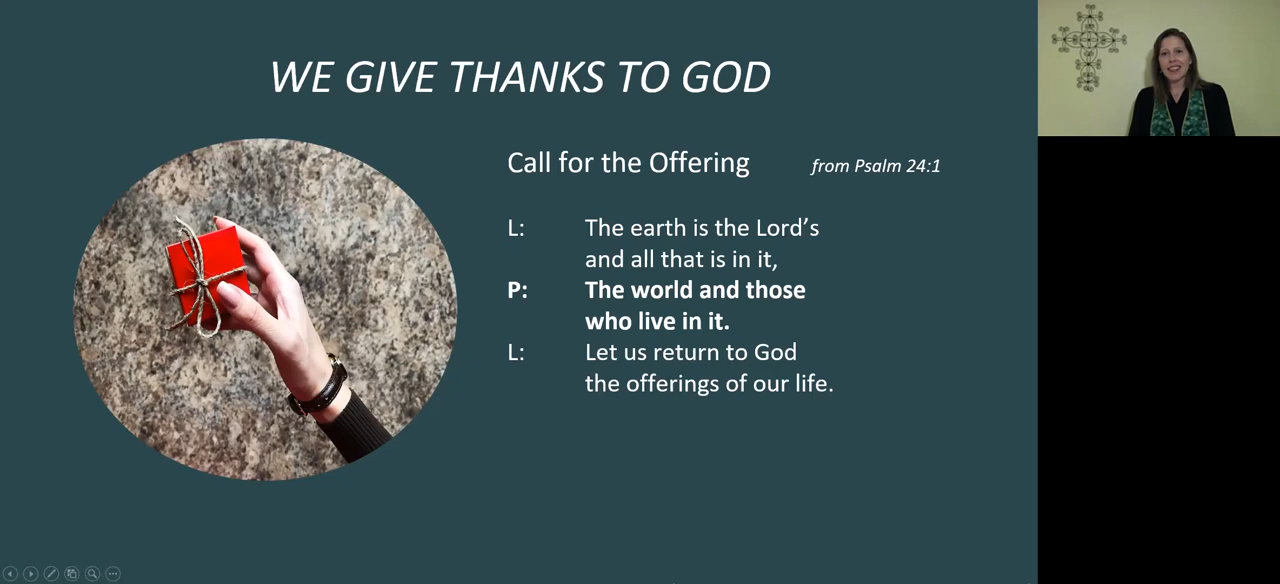 WE GIVE THANKS TO GOD
Call for the Offering from Psalm 24:1
L: The earth is the Lord’s
and all that is in it,
P: The world and those
who live in it.
L: Let us return to God
the offerings of our life.